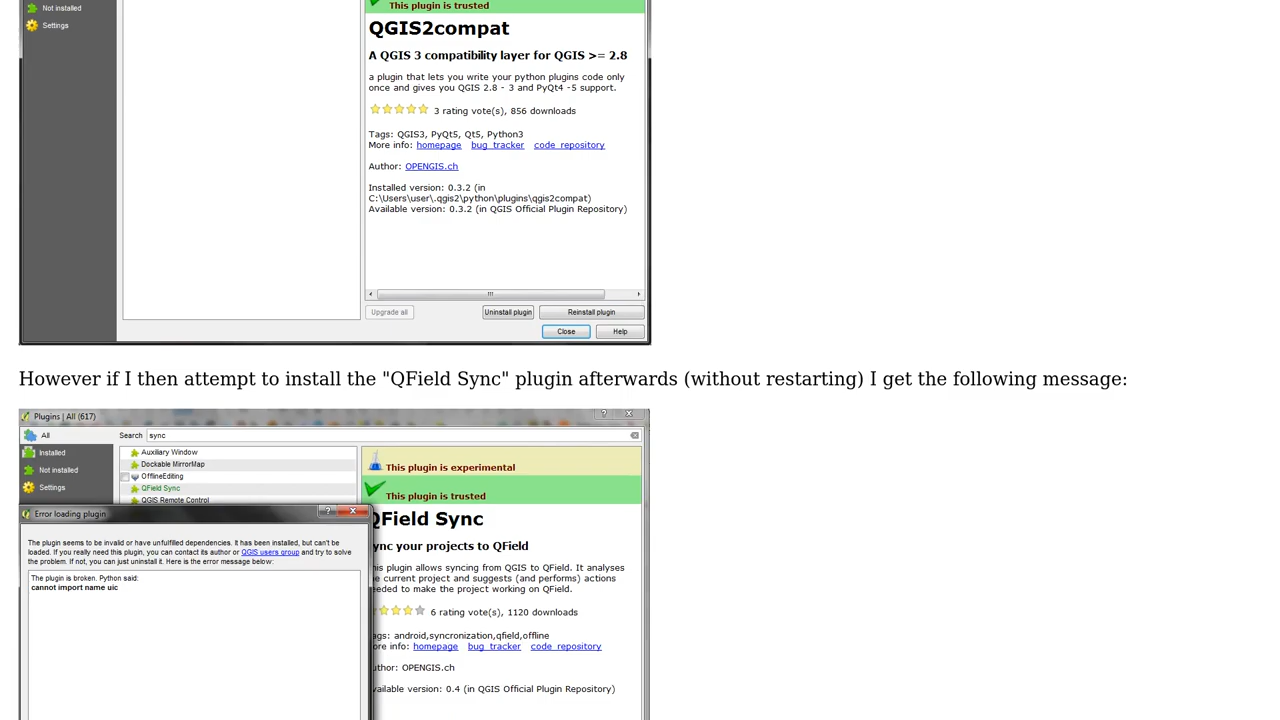 Not installed
This plugin is trusted
Settings
QGIS2compat
A QGIS 3 compatibility layer for QGIS >= 2.8
a plugin that lets you write your python plugins code only
once and gives you QGIS 2.8 - 3 and PyQt4 -5 support.
3 rating vote(s), 856 downloads
Tags: QGIS3, PyQt5, Qt5, Python3
More info: homepage bug_tracker code_repository
Author: OPENGIS.ch
Installed version: 0.3.2 (in
C:\Users\user\.qgis2\python\plugins\qgis2compat)
Available version: 0.3.2 (in QGIS Official Plugin Repository)
Upgrade all Uninstall plugin Reinstall plugin
Close Help
However if I then attempt to install the "QField Sync" plugin afterwards (without restarting) I get the following message:
Plugins | All (617)
All Search sync
Installed
Not installed
Settings
Auxiliary Window
Dockable MirrorMap
OfflineEditing
QField Sync
QGIS Remote Control
This plugin is experimental
This plugin is trusted
Error loading plugin
The plugin seems to be invalid or have unfulfilled dependencies. It has been installed, but can't be
loaded. If you really need this plugin, you can contact its author or QGIS users group and try to solve
the problem. If not, you can just uninstall it. Here is the error message below:
The plugin is broken. Python said:
cannot import name uic
QField Sync
ync your projects to QField
his plugin allows syncing from QGIS to QField. It analyses
he current project and suggests (and performs) actions
eeded to make the project working on QField.
6 rating vote(s), 1120 downloads
ags: android,syncronization,qfield,offline
ore info: homepage bug_tracker code_repository
uthor: OPENGIS.ch
vailable version: 0.4 (in QGIS Official Plugin Repository)